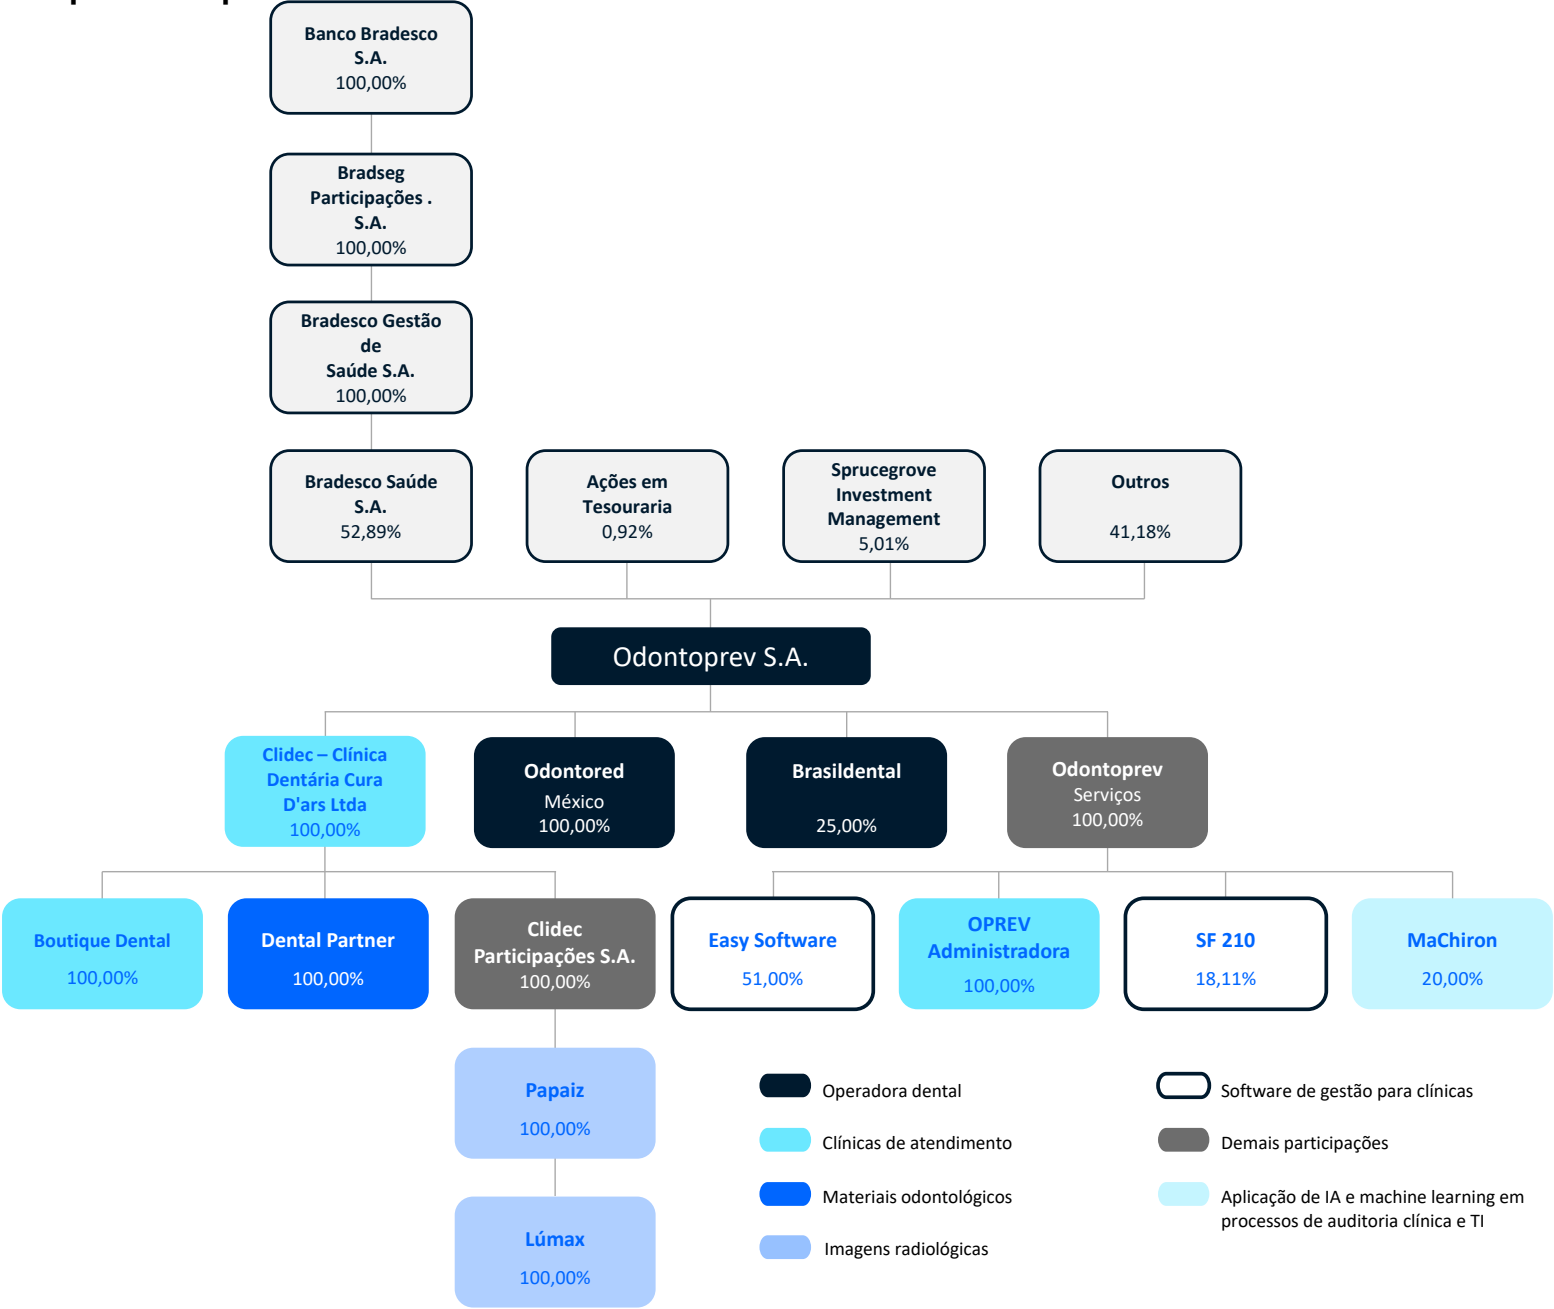 Banco Bradesco
S.A.
100,00%
Bradseg
Participações .
S.A.
100,00%
Bradesco Gestão
de
Saúde S.A.
100,00%
Bradesco Saúde
S.A.
52,89%
Ações em
Tesouraria
0,92%
Sprucegrove
Investment
Management
5,01%
Outros
41,18%
Odontoprev S.A.
Clidec – Clínica
Dentária Cura
D'ars Ltda
100,00%
Odontored
México
100,00%
Brasildental
25,00%
Odontoprev
Serviços
100,00%
Boutique Dental
100,00%
Dental Partner
100,00%
Clidec
Participações S.A.
100,00%
Easy Software
51,00%
OPREV
Administradora
100,00%
SF 210
18,11%
MaChiron
20,00%
Papaiz
100,00%
Lúmax
100,00%
Operadora dental
Clínicas de atendimento
Materiais odontológicos
Imagens radiológicas
Software de gestão para clínicas
Demais participações
Aplicação de IA e machine learning em
processos de auditoria clínica e TI